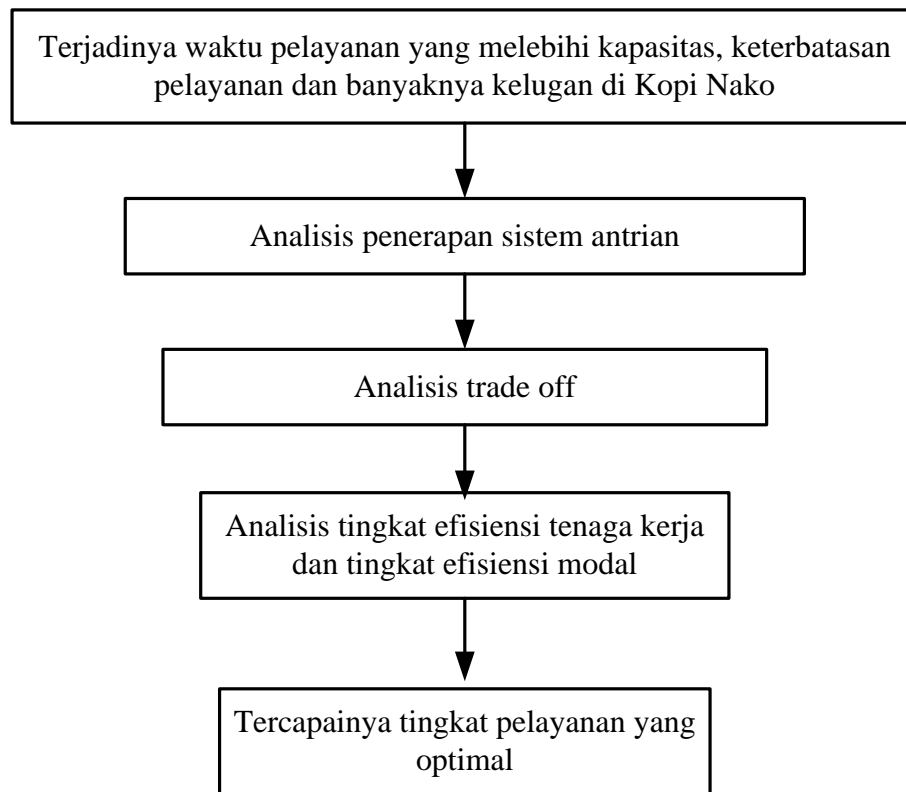 Terjadinya waktu pelayanan yang melebihi kapasitas, keterbatasan
pelayanan dan banyaknya kelugan di Kopi Nako
Analisis penerapan sistem antrian
Analisis trade off
Analisis tingkat efisiensi tenaga kerja
dan tingkat efisiensi modal
Tercapainya tingkat pelayanan yang
optimal